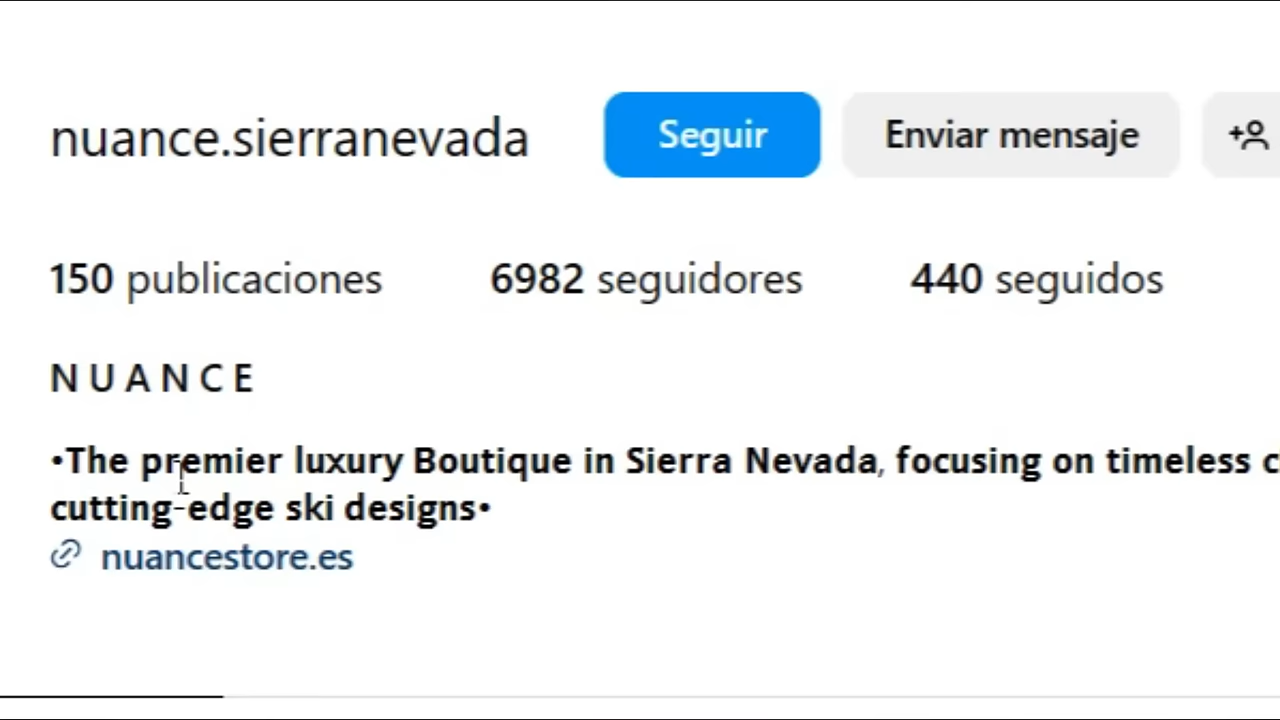 nuance.sierranevada
Seguir
Enviar mensaje
150 publicaciones
6982 seguidores
440 seguidos
NUANCE
•The premier luxury Boutique in Sierra Nevada, focusing on timeless
cutting-edge ski designs•
nuancestore.es